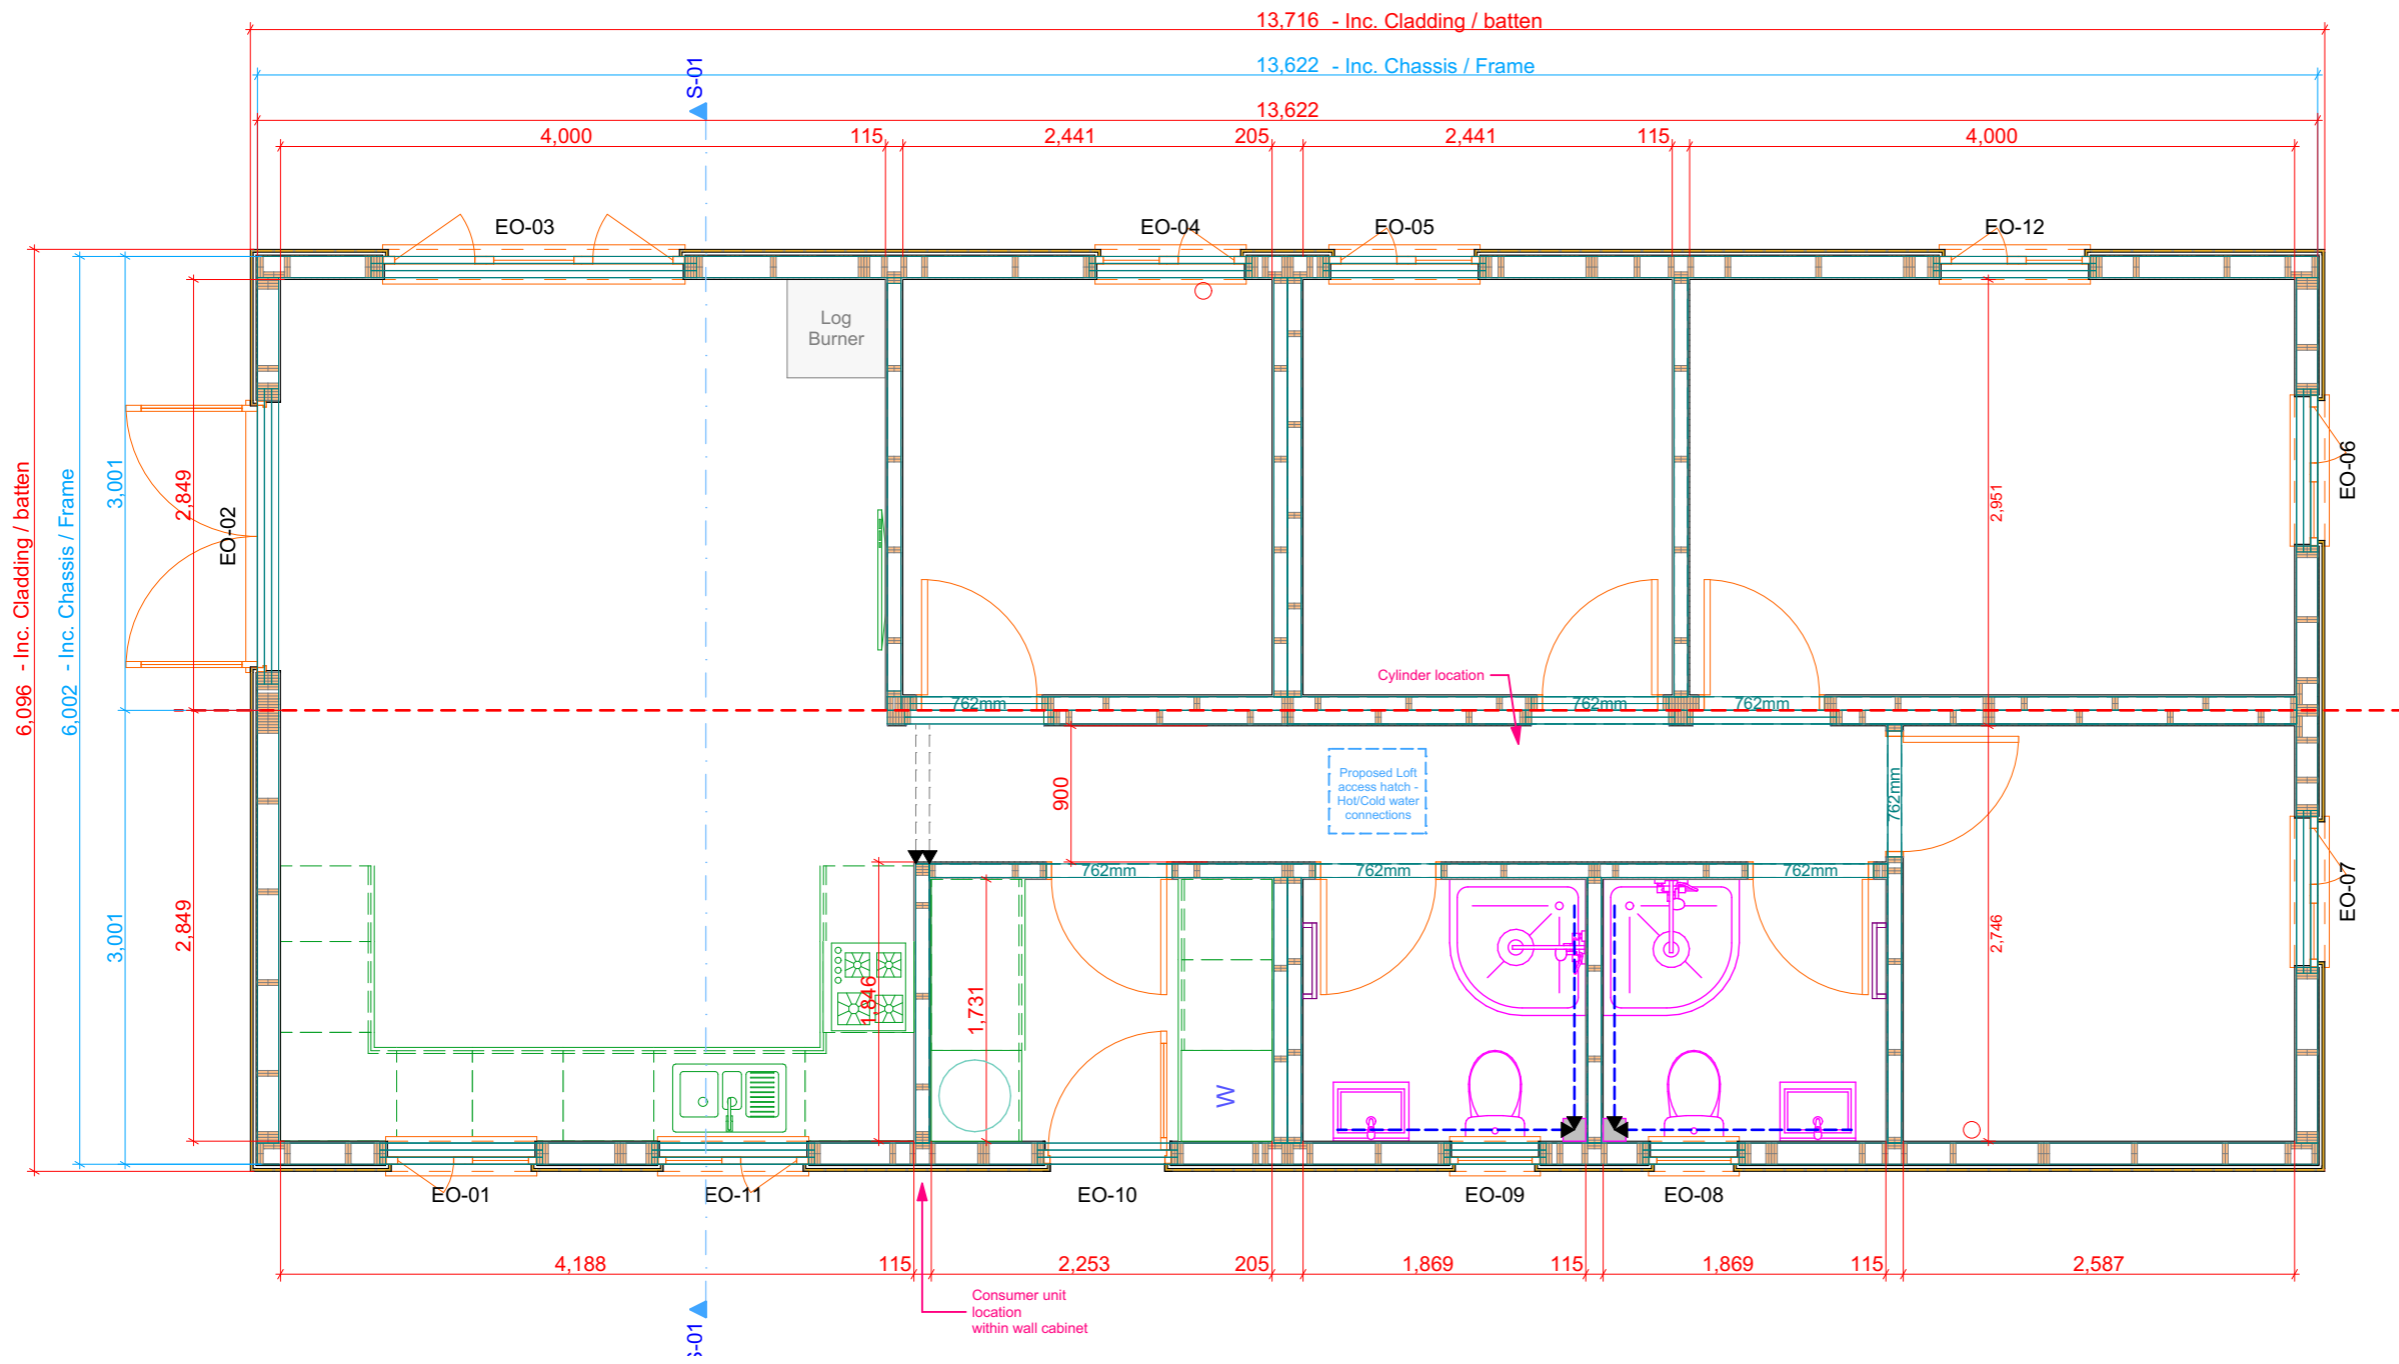 13,716 - Inc. Cladding / batten
13,622 - Inc. Chassis / Frame
S-01
13,622
4,000 115 2,441 205 2,441 115 4,000
EO-03 EO-04 EO-05 EO-12
Log
Burner
6,096 - Inc. Cladding / batten
6,002 - Inc. Chassis / Frame
3,001
2,849
EO-02
2,951
EO-06
Cylinder location
762mm 762mm 762mm
900
Proposed Loft
access hatch -
Hot/Cold water
connections
762mm
762mm 762mm 762mm
3,001
2,849
1,846
1,731
2,746
EO-07
W
EO-01 EO-11 EO-10 EO-09 EO-08
4,188 115 2,253 205 1,869 115 1,869 115 2,587
Consumer unit
location
within wall cabinet
S-01